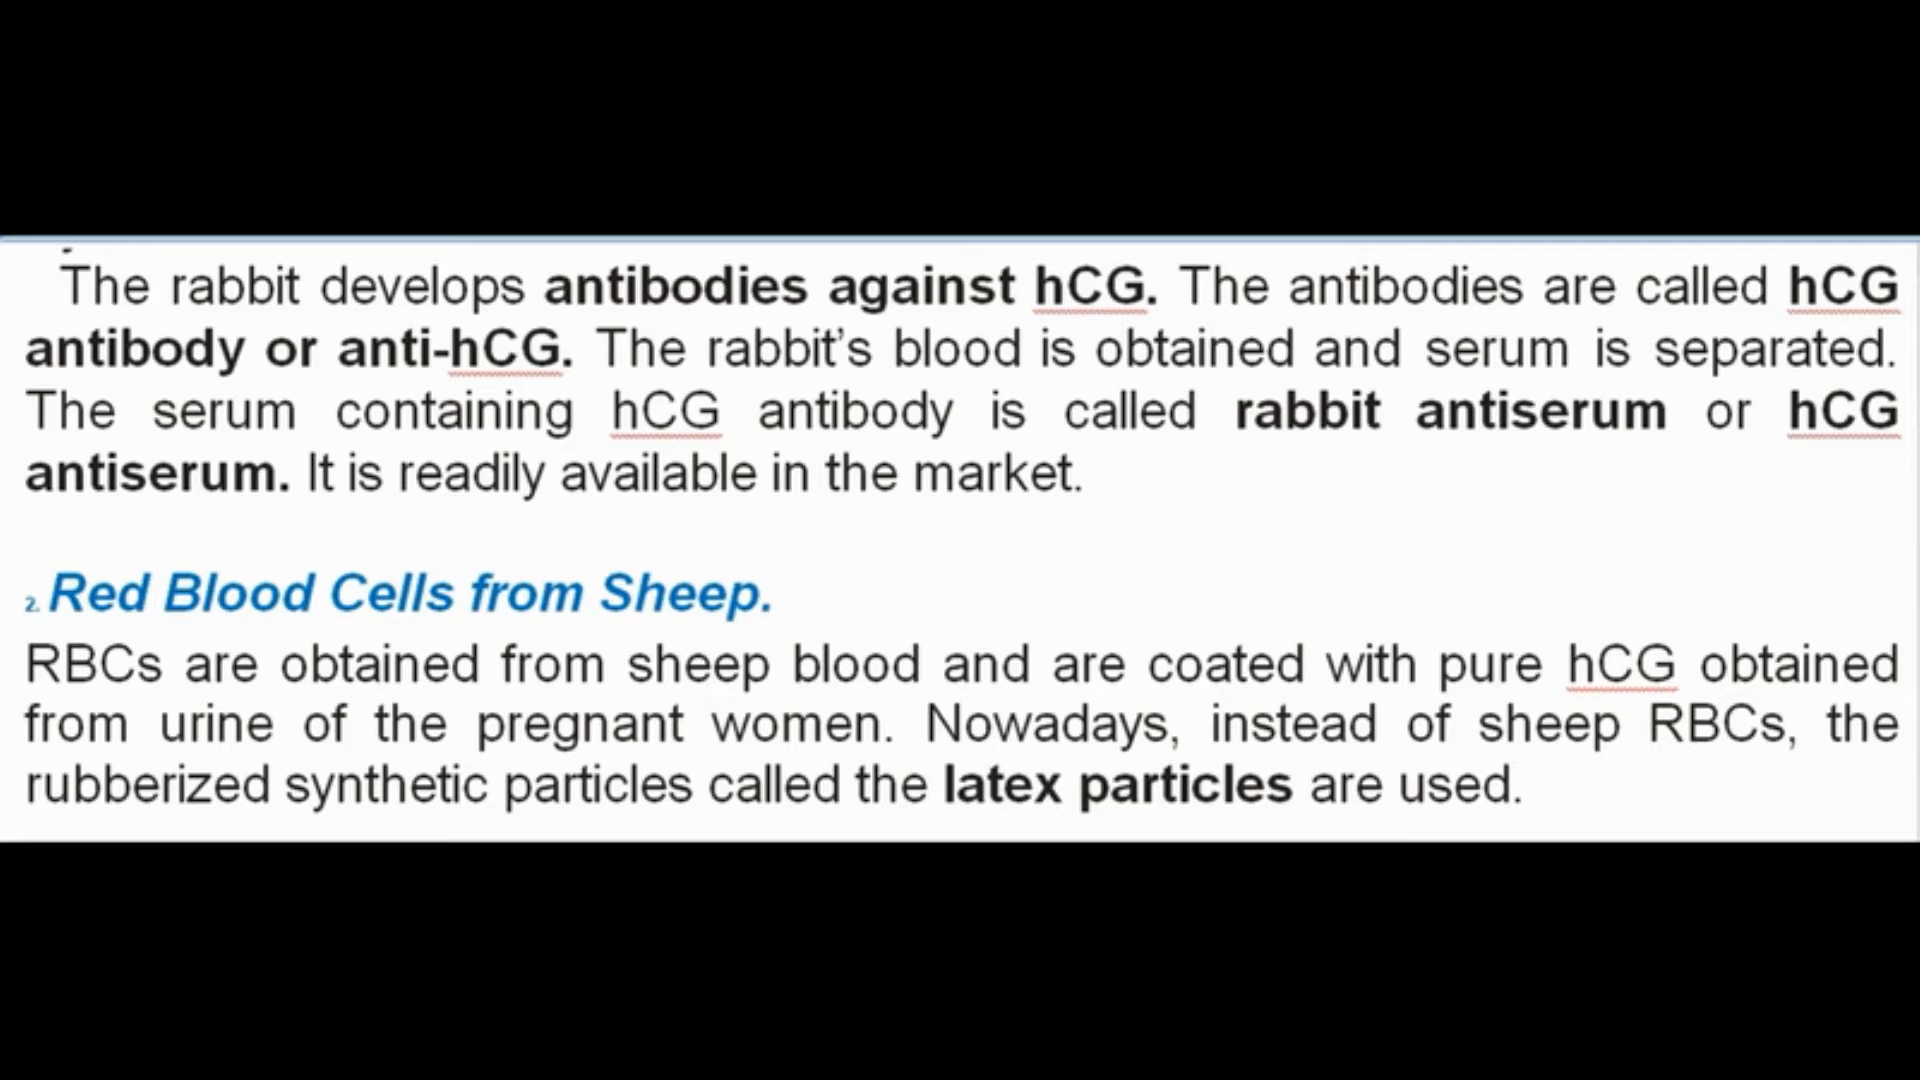 The rabbit develops antibodies against hCG. The antibodies are called hCG
antibody or anti-hCG. The rabbit’s blood is obtained and serum is separated.
The serum containing hCG antibody is called rabbit antiserum or hCG
antiserum. It is readily available in the market.
2. Red Blood Cells from Sheep.
RBCs are obtained from sheep blood and are coated with pure hCG obtained
from urine of the pregnant women. Nowadays, instead of sheep RBCs, the
rubberized synthetic particles called the latex particles are used.